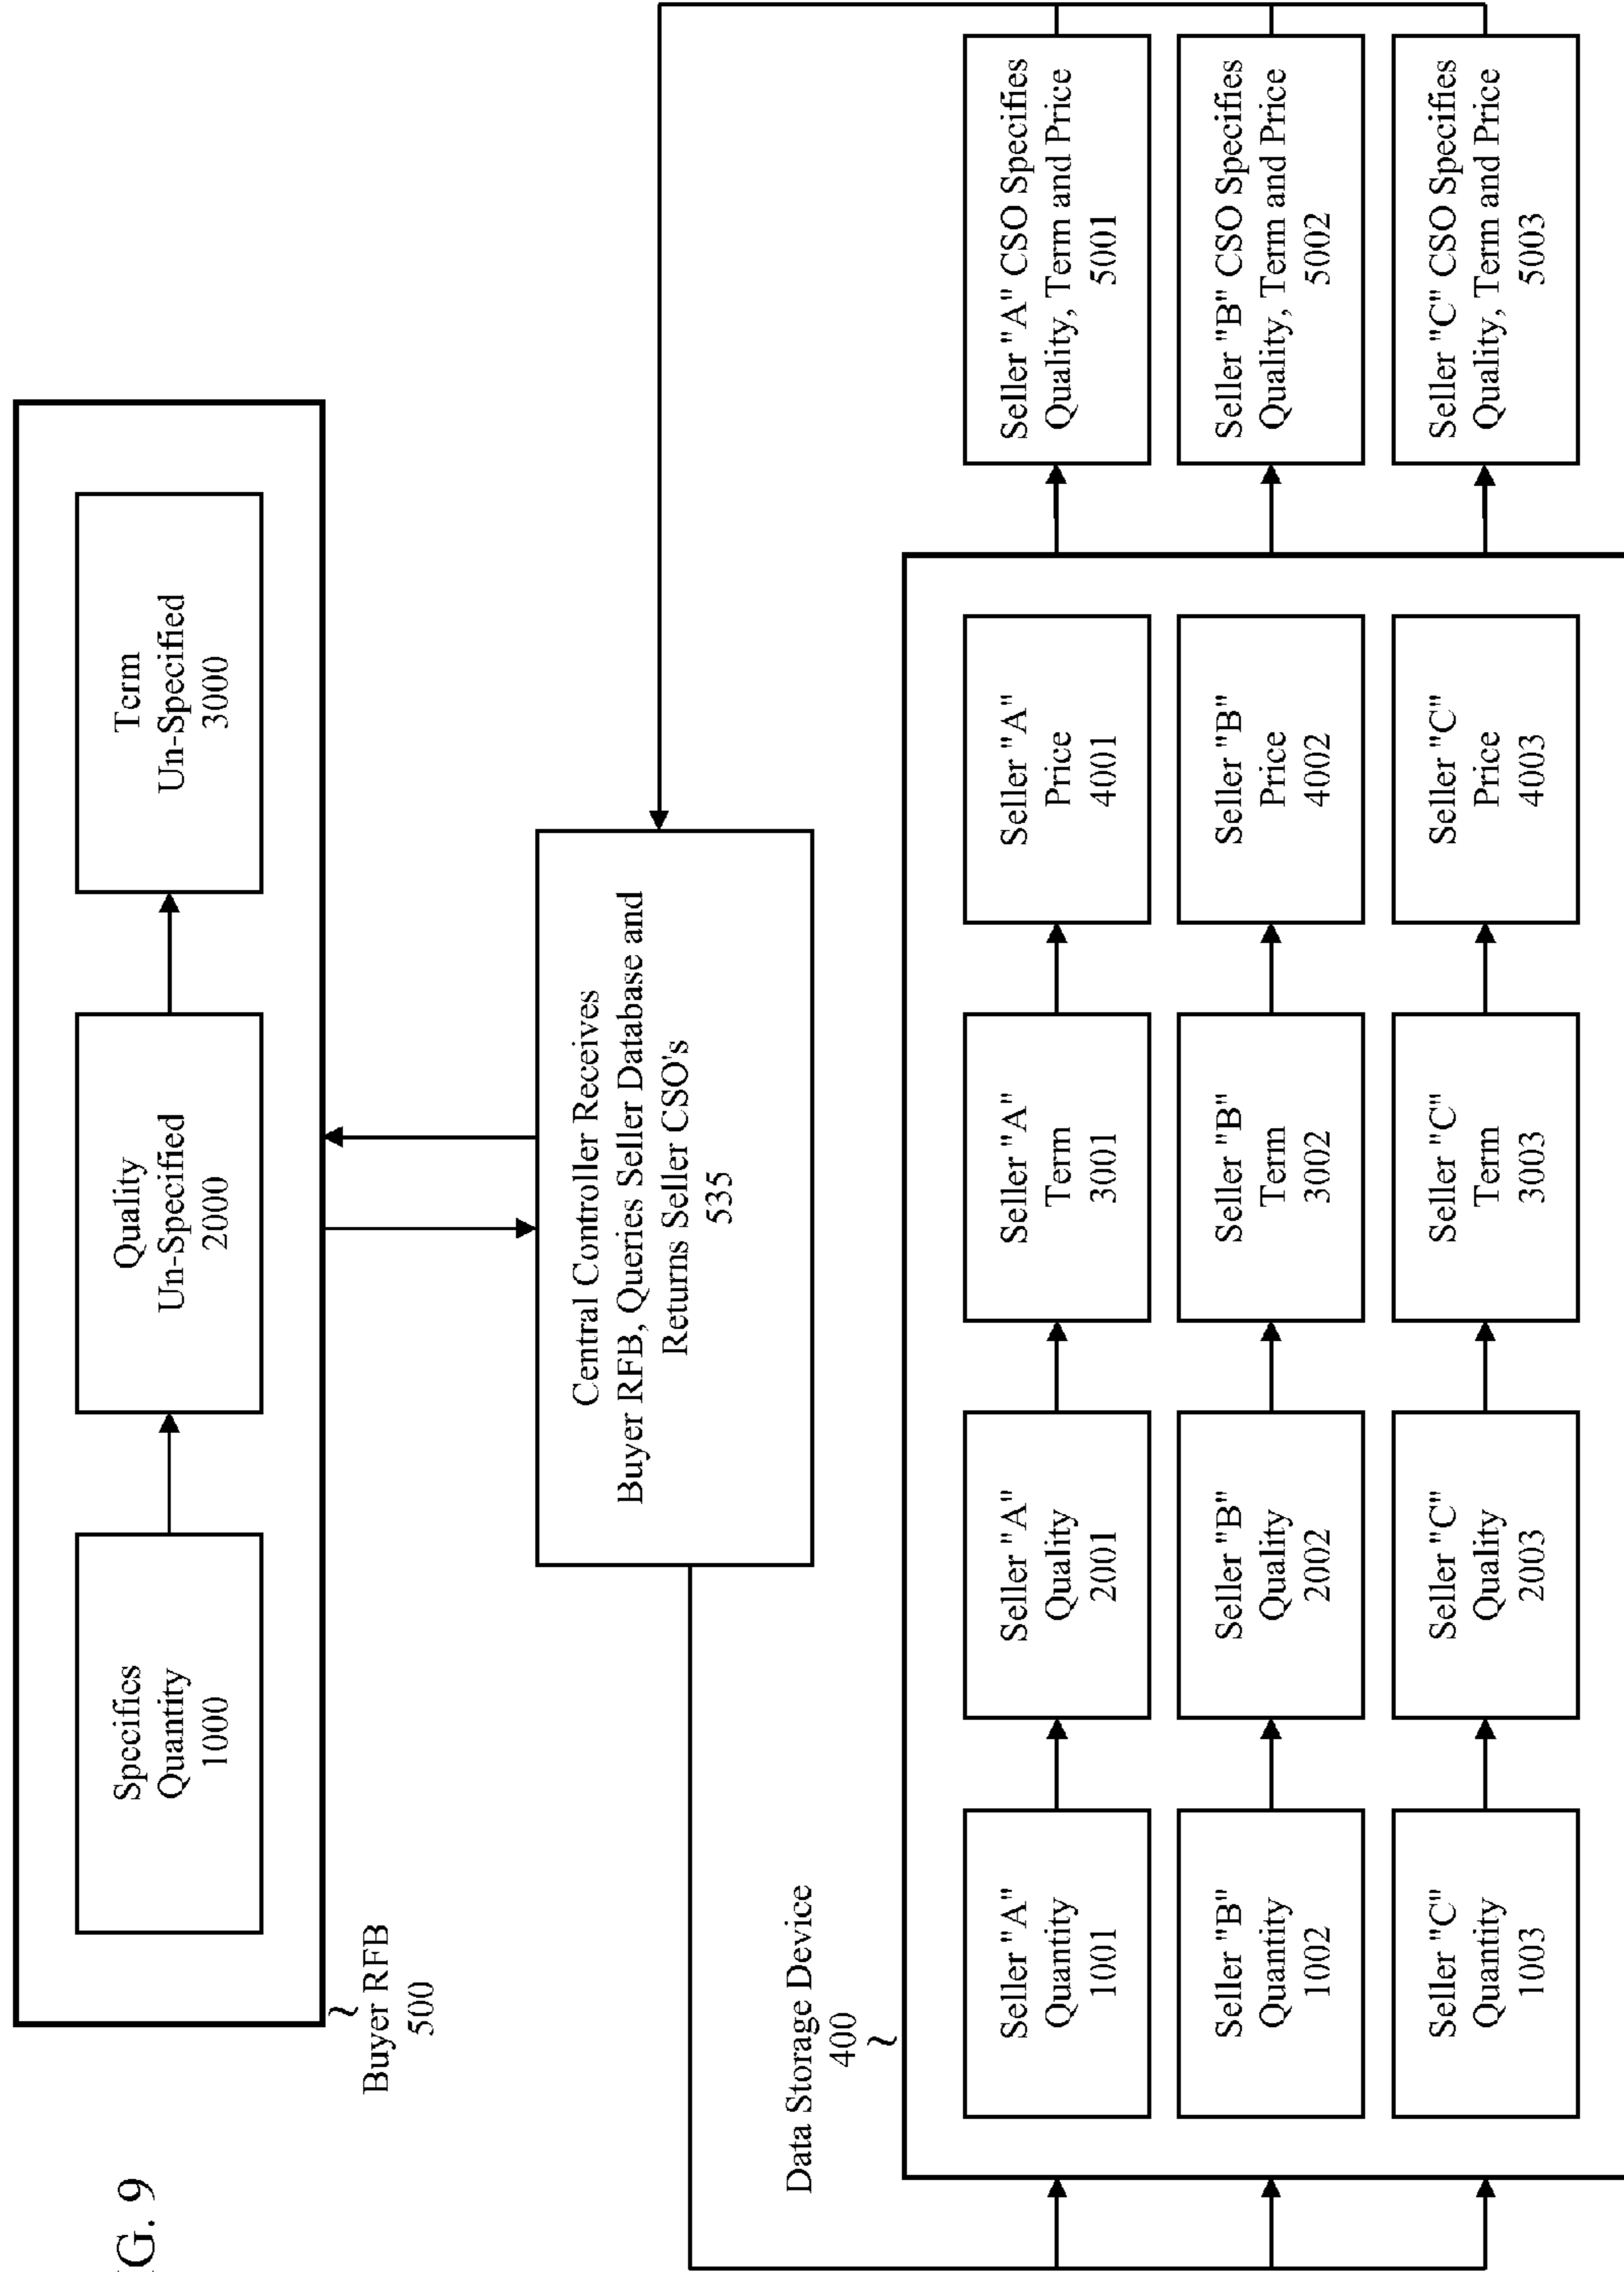 IG. 9
Specifies
Quantity
1000
Quality
Un-Specified
2000
Term
Un-Specified
3000
Buyer RFB
500
Central Controller Receives
Buyer RFB, Queries Seller Database and
Returns Seller CSO's
535
Data Storage Device
400
Seller "A"
Quantity
1001
Seller "A"
Quality
2001
Seller "A"
Term
3001
Seller "A"
Price
4001
Seller "A" CSO Specifies
Quality, Term and Price
5001
Seller "B"
Quantity
1002
Seller "B"
Quality
2002
Seller "B"
Term
3002
Seller "B"
Price
4002
Seller "B" CSO Specifies
Quality, Term and Price
5002
Seller "C"
Quantity
1003
Seller "C"
Quality
2003
Seller "C"
Term
3003
Seller "C"
Price
4003
Seller "C" CSO Specifies
Quality, Term and Price
5003